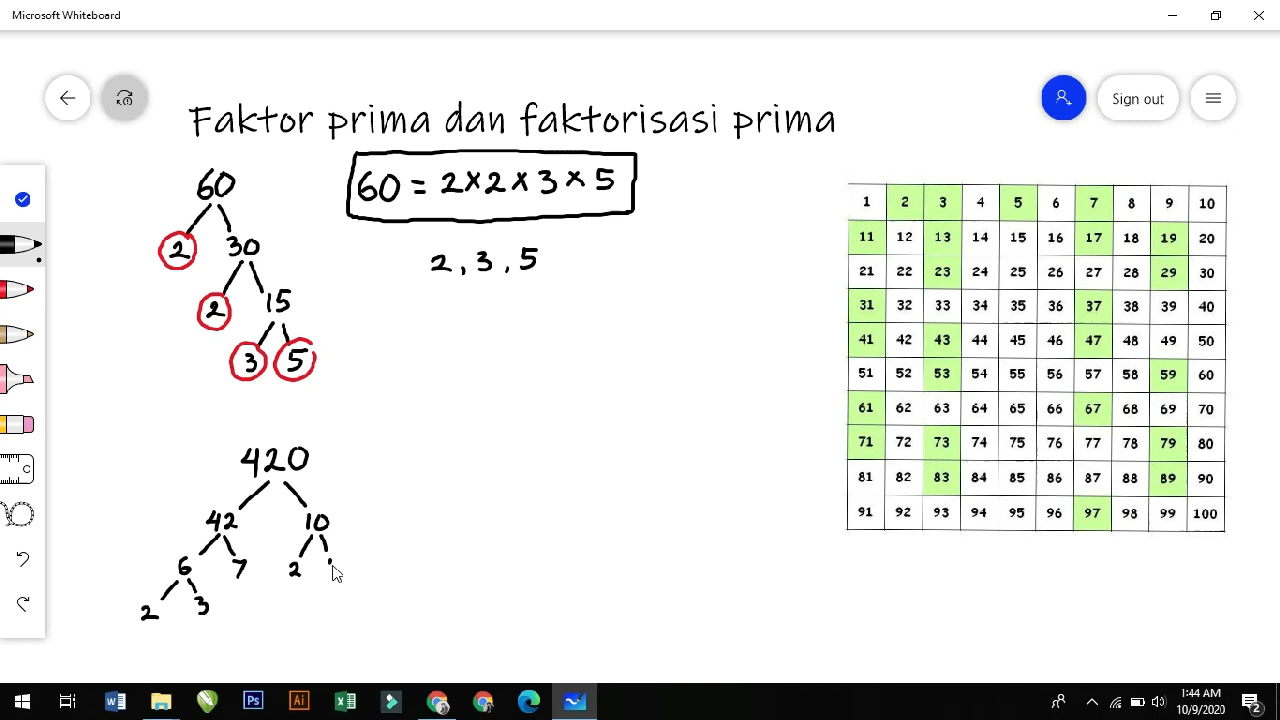 Microsoft Whiteboard
Sign out
Faktor prima dan faktorisasi prima
60
60 = 2 × 2 × 3 × 5
2 30
2 , 3 , 5
2 15
3 5
420
42 10
6 7 2
2 3
1 2 3 4 5 6 7 8 9 10
11 12 13 14 15 16 17 18 19 20
21 22 23 24 25 26 27 28 29 30
31 32 33 34 35 36 37 38 39 40
41 42 43 44 45 46 47 48 49 50
51 52 53 54 55 56 57 58 59 60
61 62 63 64 65 66 67 68 69 70
71 72 73 74 75 76 77 78 79 80
81 82 83 84 85 86 87 88 89 90
91 92 93 94 95 96 97 98 99 100
1:44 AM
10/9/2020
2